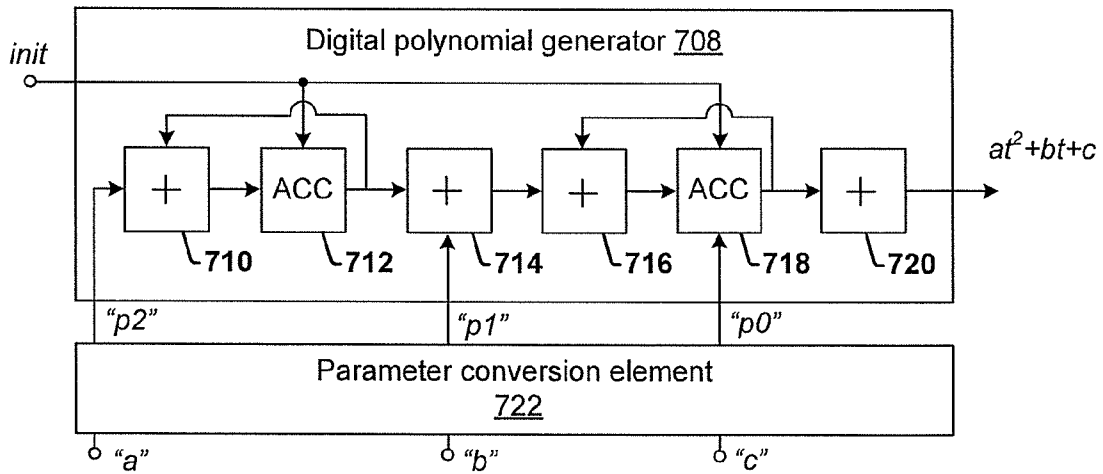 Digital polynomial generator 708
init
at²+bt+c
+
ACC
+
+
ACC
+
710
712
714
716
718
720
“p2”
“p1”
“p0”
Parameter conversion element
722
“a”
“b”
“c”